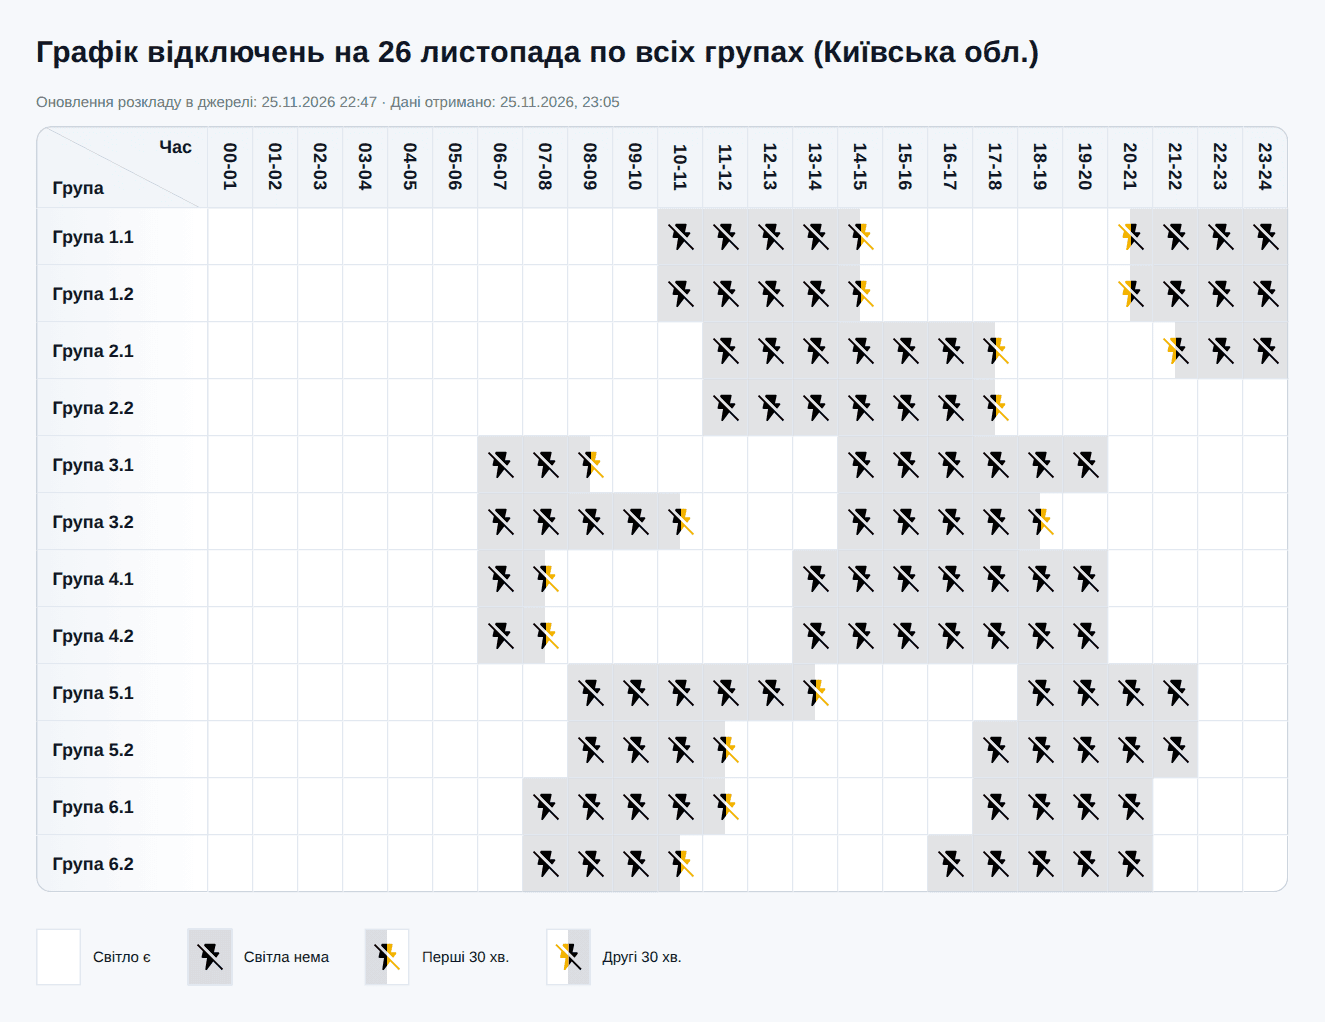 Графік відключень на 26 листопада по всіх групах (Київська обл.)
Оновлення розкладу в джерелі: 25.11.2026 22:47 · Дані отримано: 25.11.2026, 23:05
Час
Група
00-01 01-02 02-03 03-04 04-05 05-06 06-07 07-08 08-09 09-10 10-11 11-12 12-13 13-14 14-15 15-16 16-17 17-18 18-19 19-20 20-21 21-22 22-23 23-24
Група 1.1
Група 1.2
Група 2.1
Група 2.2
Група 3.1
Група 3.2
Група 4.1
Група 4.2
Група 5.1
Група 5.2
Група 6.1
Група 6.2
Світло є Світла нема Перші 30 хв. Другі 30 хв.